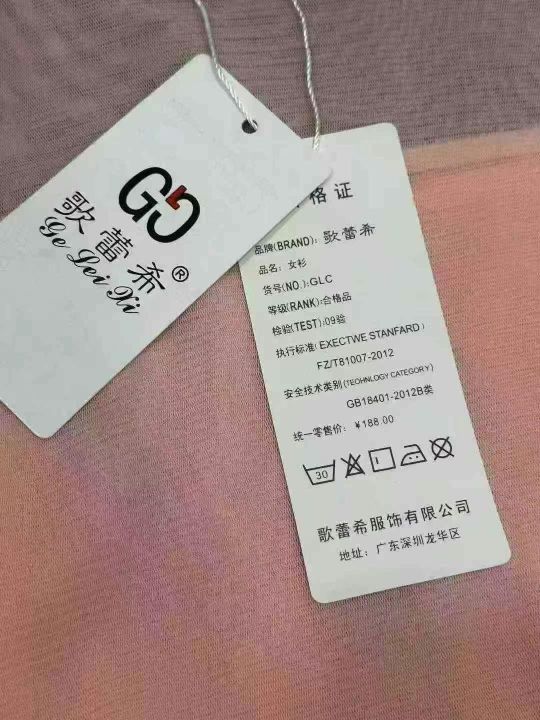 歌蕾希®
Ge Lei Xi
格证
品牌(BRAND): 歌蕾希
品名: 女衫
货号(NO.):GLC
等级(RANK):合格品
检验(TEST):09验
执行标准(EXECTWE STANFARD)
FZ/T81007-2012
安全技术类别(TEOHNLOGY CATEGORY)
GB18401-2012B类
统一零售价: ¥188.00
30
歌蕾希服饰有限公司
地址: 广东深圳龙华区